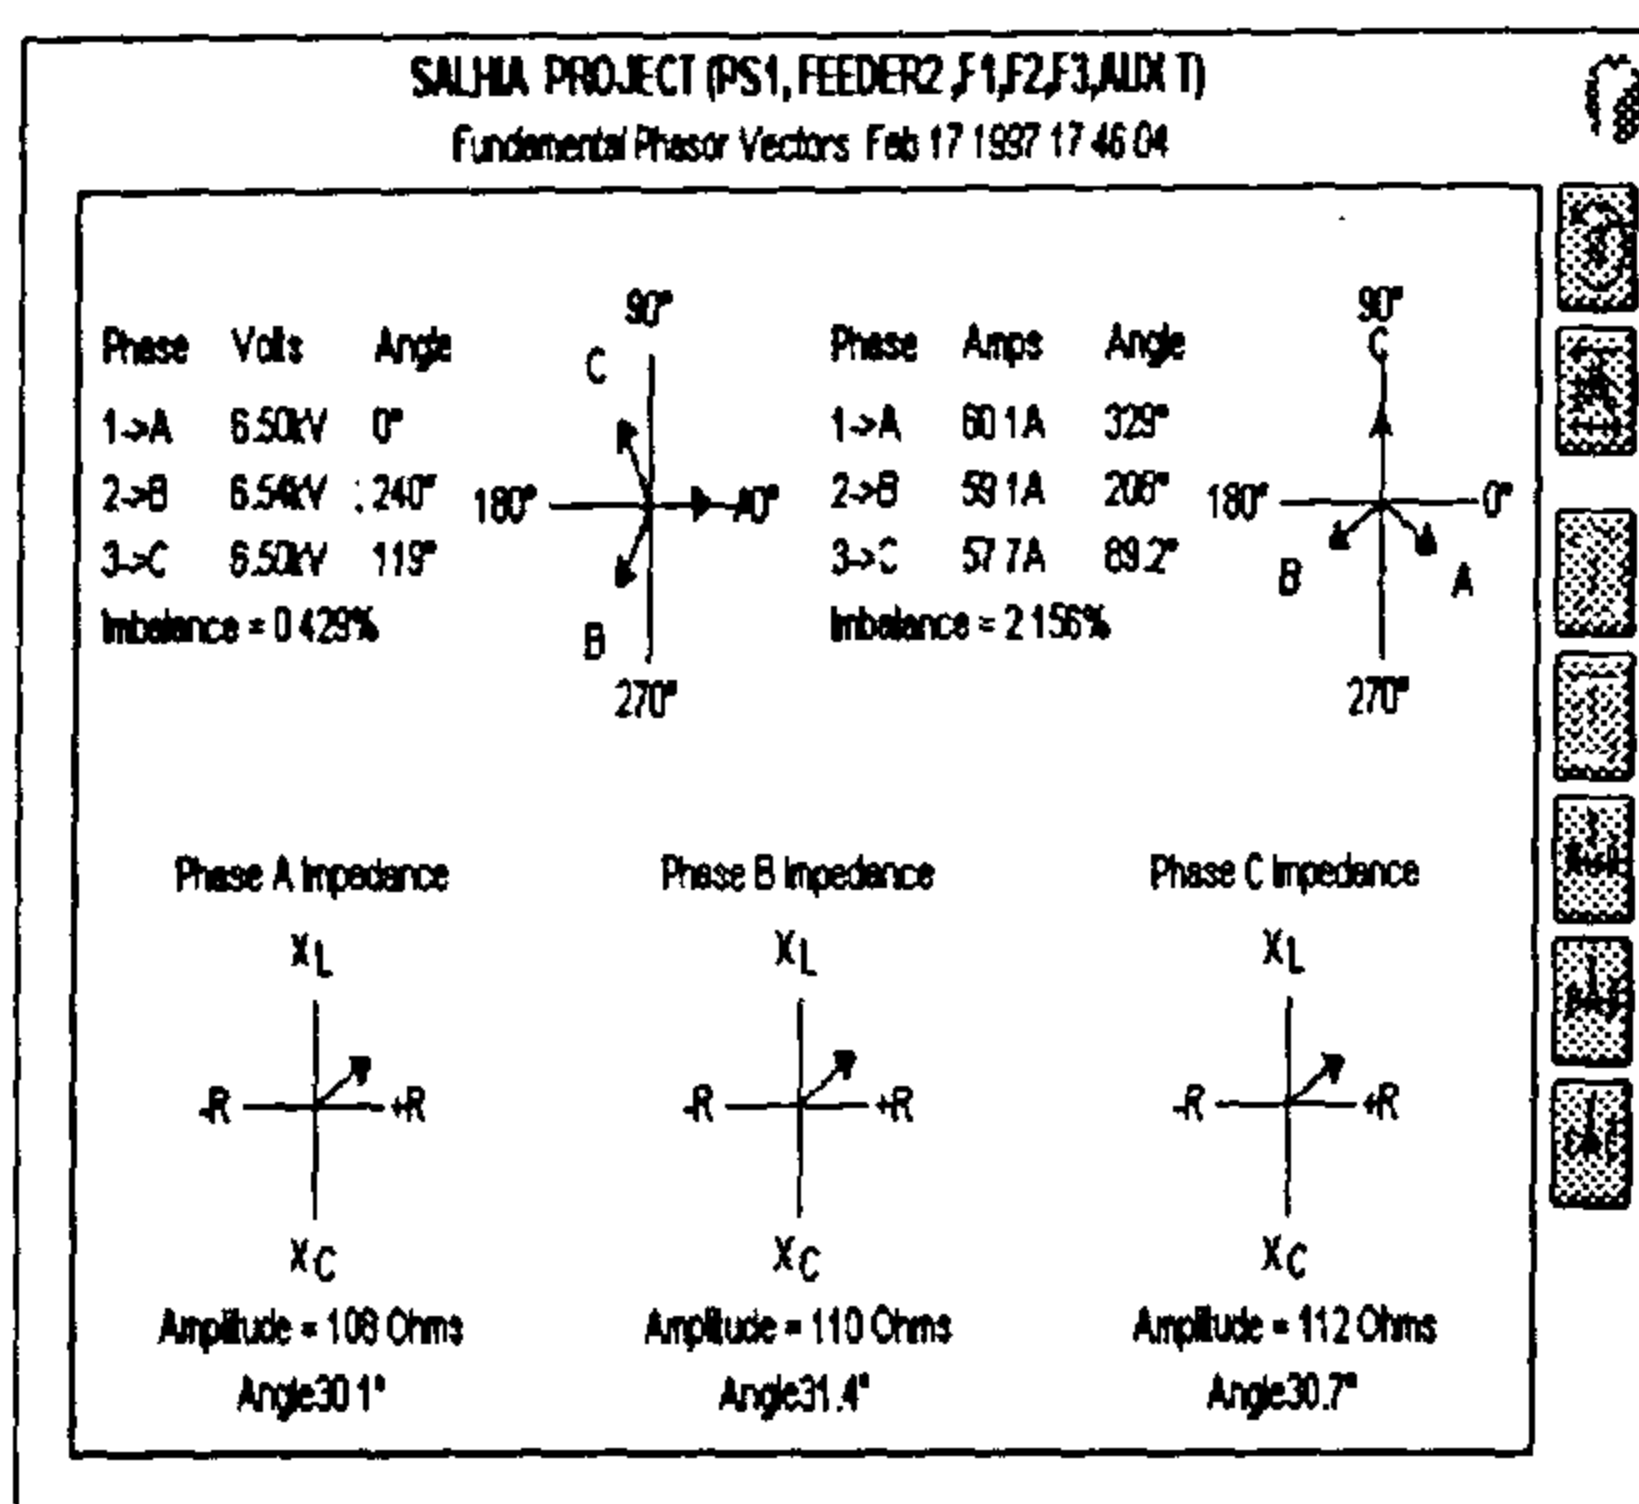 SALHIA PROJECT (PS1, FEEDER2 ,F1,F2,F3,AUX T)
Fundamental Phasor Vectors Feb 17 1997 17 46 04
Phase Volts Angle
1->A 6.50kV 0°
2->B 6.54kV 240°
3->C 6.50kV 119°
Imbalance = 0 429%
90°
C
180°
A0°
B
270°
Phase Amps Angle
1->A 60 1A 329°
2->B 59 1A
3->C 57 7A 89.2°
Imbalance = 2 156%
90°
C
180°
0°
B
A
270°
Phase A Impedance
XL
-R +R
XC
Amplitude = 108 Ohms
Angle30 1°
Phase B Impedance
XL
-R +R
XC
Amplitude = 110 Ohms
Angle31.4°
Phase C Impedance
XL
-R +R
XC
Amplitude = 112 Ohms
Angle30.7°